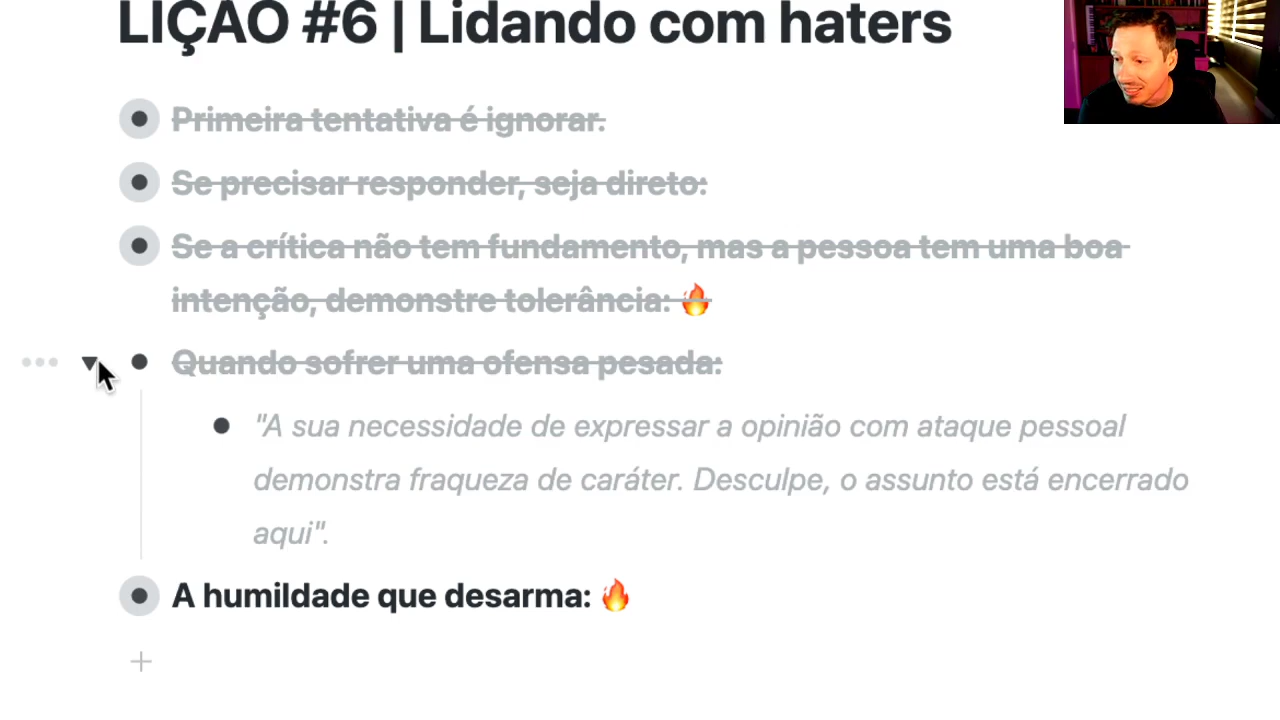 LIÇÃO #6 | Lidando com haters
Primeira tentativa é ignorar.
Se precisar responder, seja direto:
Se a crítica não tem fundamento, mas a pessoa tem uma boa
intenção, demonstre tolerância: 🔥
Quando sofrer uma ofensa pesada:
"A sua necessidade de expressar a opinião com ataque pessoal
demonstra fraqueza de caráter. Desculpe, o assunto está encerrado
aqui".
A humildade que desarma: 🔥